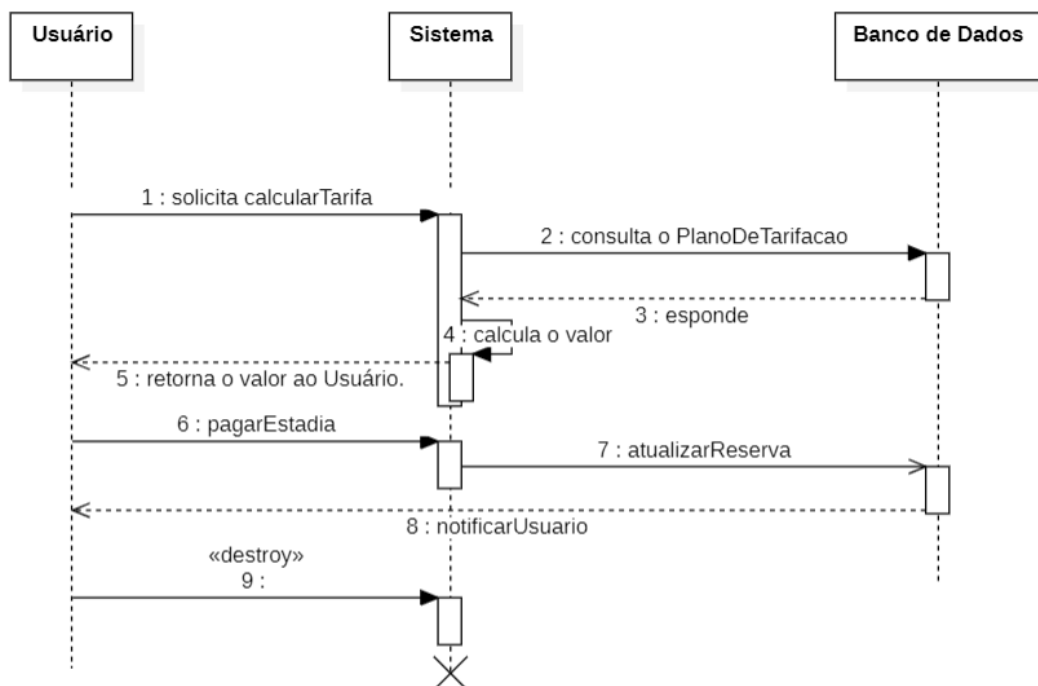 Usuário
Sistema
Banco de Dados
1 : solicita calcularTarifa
2 : consulta o PlanoDeTarifacao
3 : esponde
4 : calcula o valor
5 : retorna o valor ao Usuário.
6 : pagarEstadia
7 : atualizarReserva
8 : notificarUsuario
«destroy»
9 :